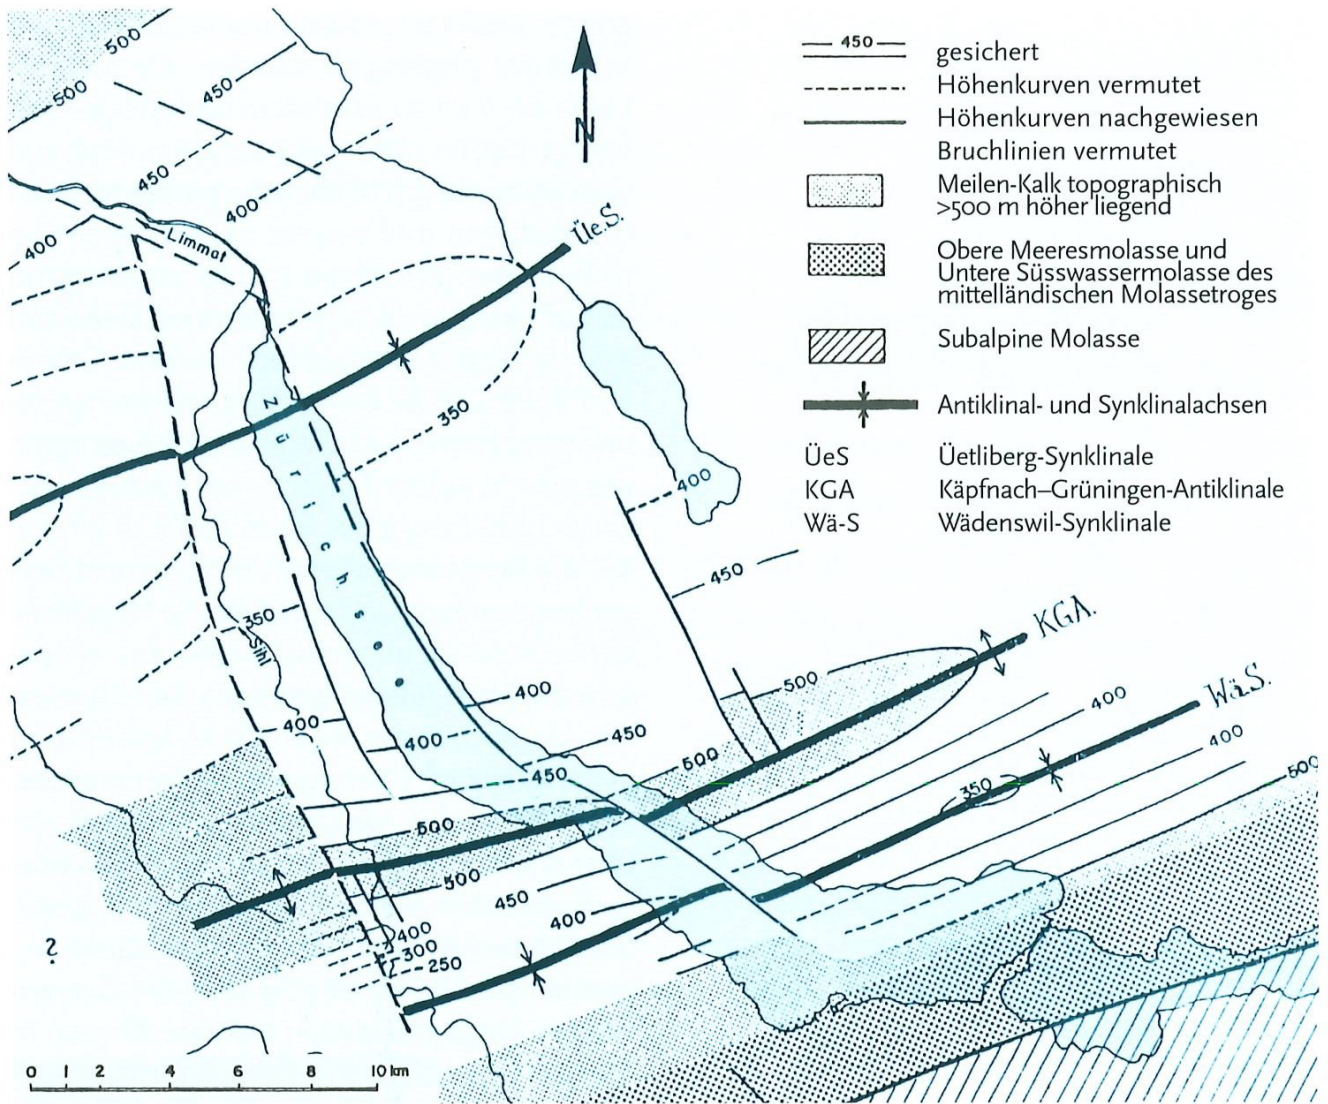 500
500
450
450
400
400
Limmat
N
Üe.S.
450
gesichert
Höhenkurven vermutet
Höhenkurven nachgewiesen
Bruchlinien vermutet
Meilen-Kalk topographisch
>500 m höher liegend
Obere Meeresmolasse und
Untere Süsswassermolasse des
mittelländischen Molassetroges
Subalpine Molasse
Antiklinal- und Synklinalachsen
ÜeS Üetliberg-Synklinale
KGA Käpfnach–Grüningen-Antiklinale
Wä-S Wädenswil-Synklinale
Zürichsee
350
400
450
350
Sihl
KGA.
Wä.S.
500
400
400
400
400
450
450
500
400
350
500
500
500
450
400
400
300
250
?
0 1 2 4 6 8 10 km